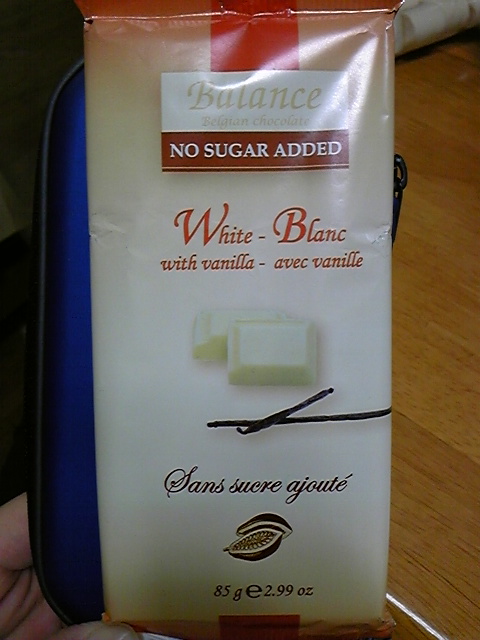 Balance
Belgian chocolate
NO SUGAR ADDED
White - Blanc
with vanilla - avec vanille
Sans sucre ajouté
85 g e 2.99 oz